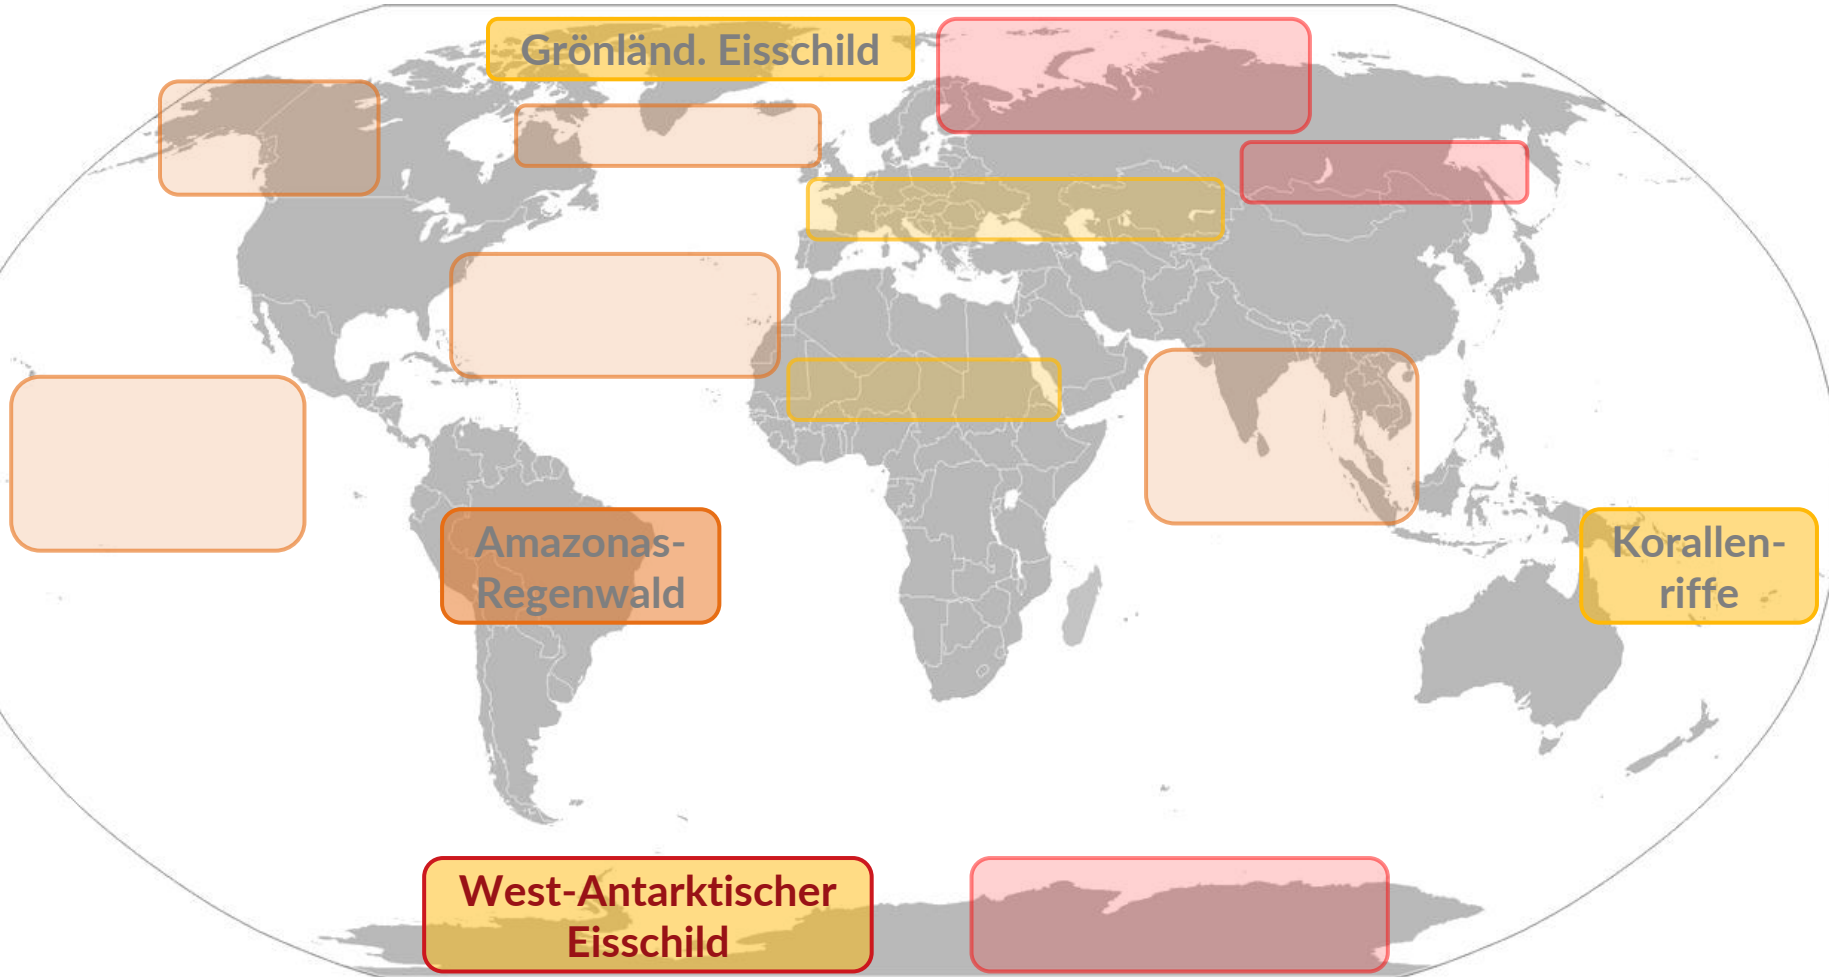 Grönländ. Eisschild
Amazonas-
Regenwald
Korallen-
riffe
West-Antarktischer
Eisschild